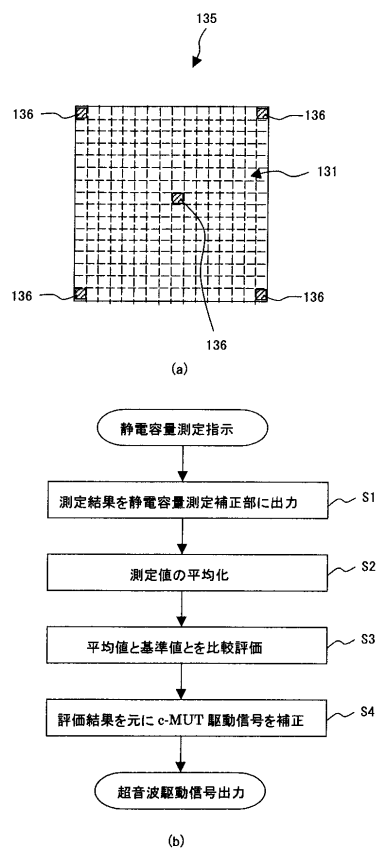 135
136
136
131
136
136
136
(a)
静電容量測定指示
測定結果を静電容量測定補正部に出力
S1
測定値の平均化
S2
平均値と基準値とを比較評価
S3
評価結果を元に c-MUT 駆動信号を補正
S4
超音波駆動信号出力
(b)